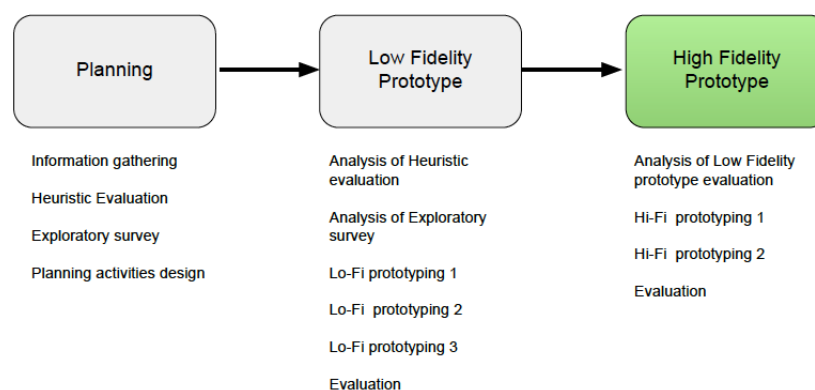 Planning
Low Fidelity
Prototype
High Fidelity
Prototype
Information gathering
Heuristic Evaluation
Exploratory survey
Planning activities design
Analysis of Heuristic
evaluation
Analysis of Exploratory
survey
Lo-Fi prototyping 1
Lo-Fi prototyping 2
Lo-Fi prototyping 3
Evaluation
Analysis of Low Fidelity
prototype evaluation
Hi-Fi prototyping 1
Hi-Fi prototyping 2
Evaluation